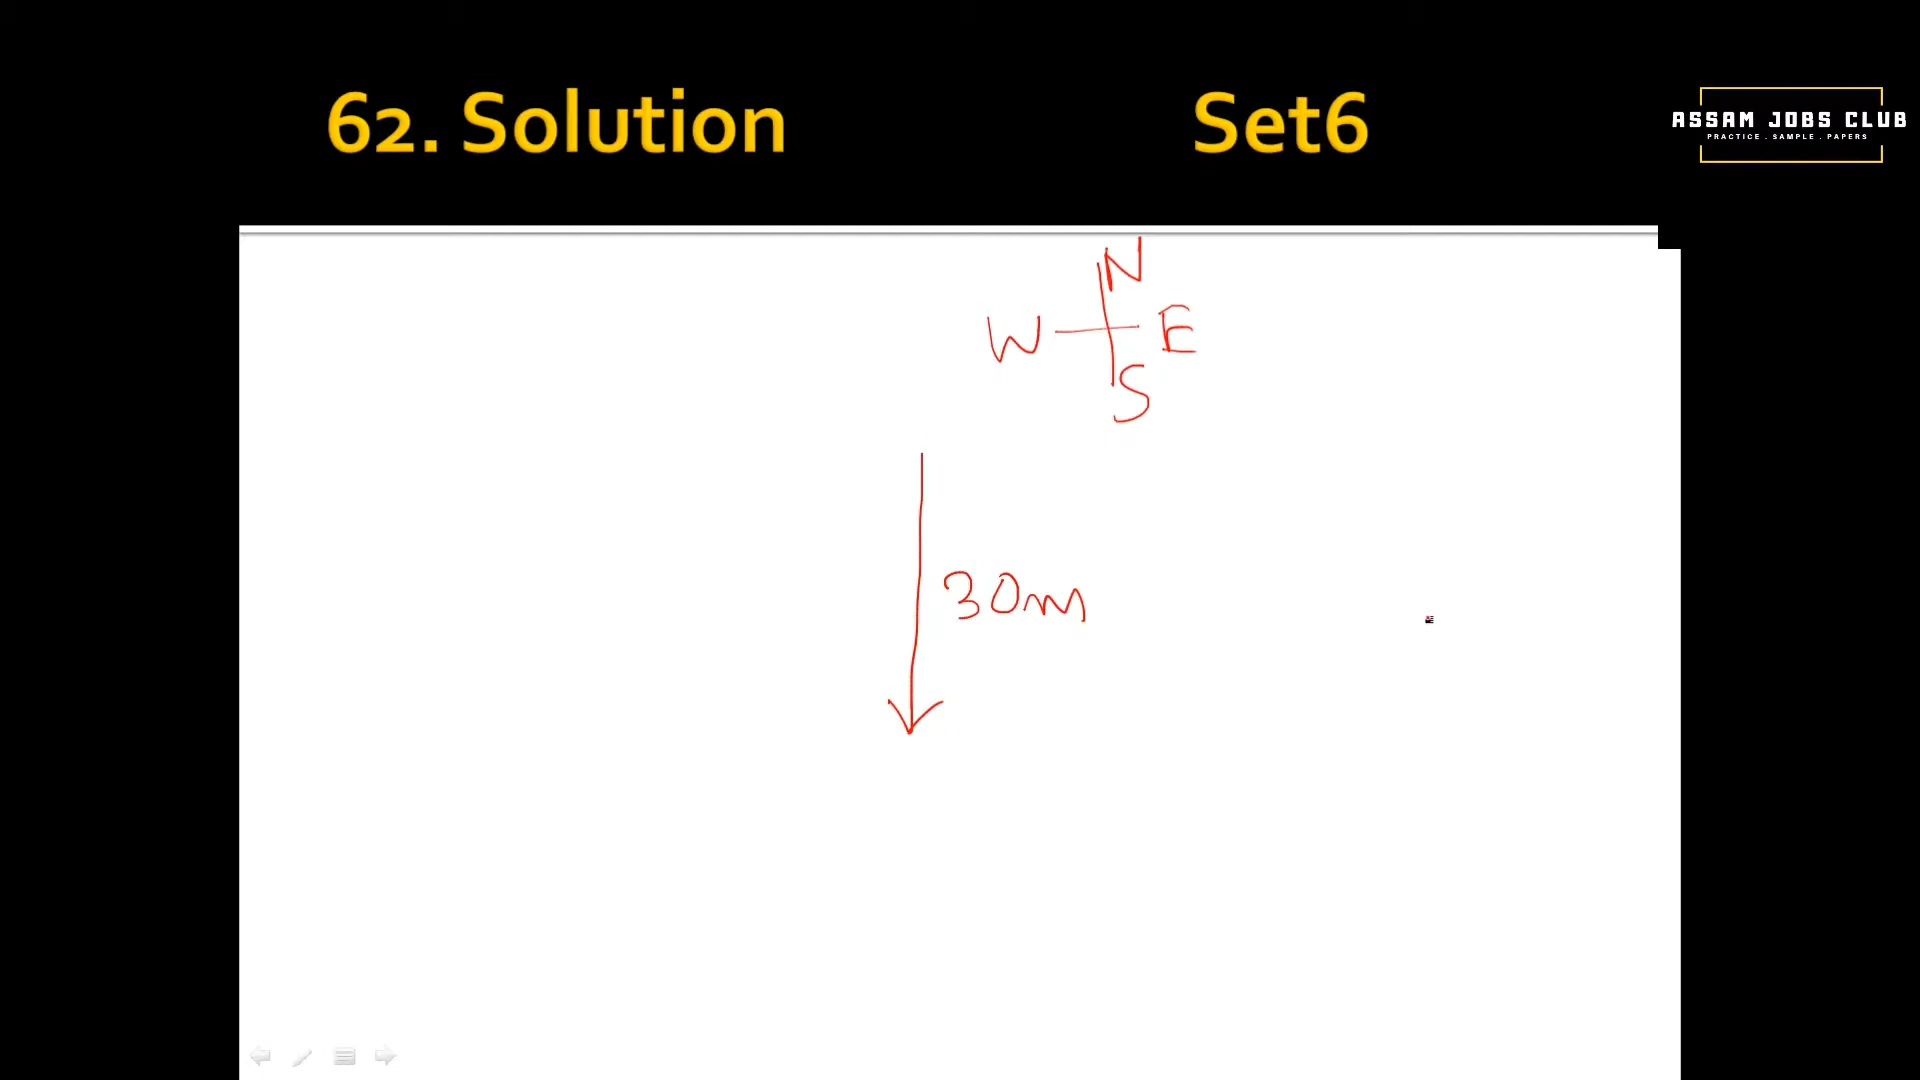 62. Solution Set6
ASSAM JOBS CLUB
PRACTICE . SAMPLE . PAPERS
N
W E
S
30m